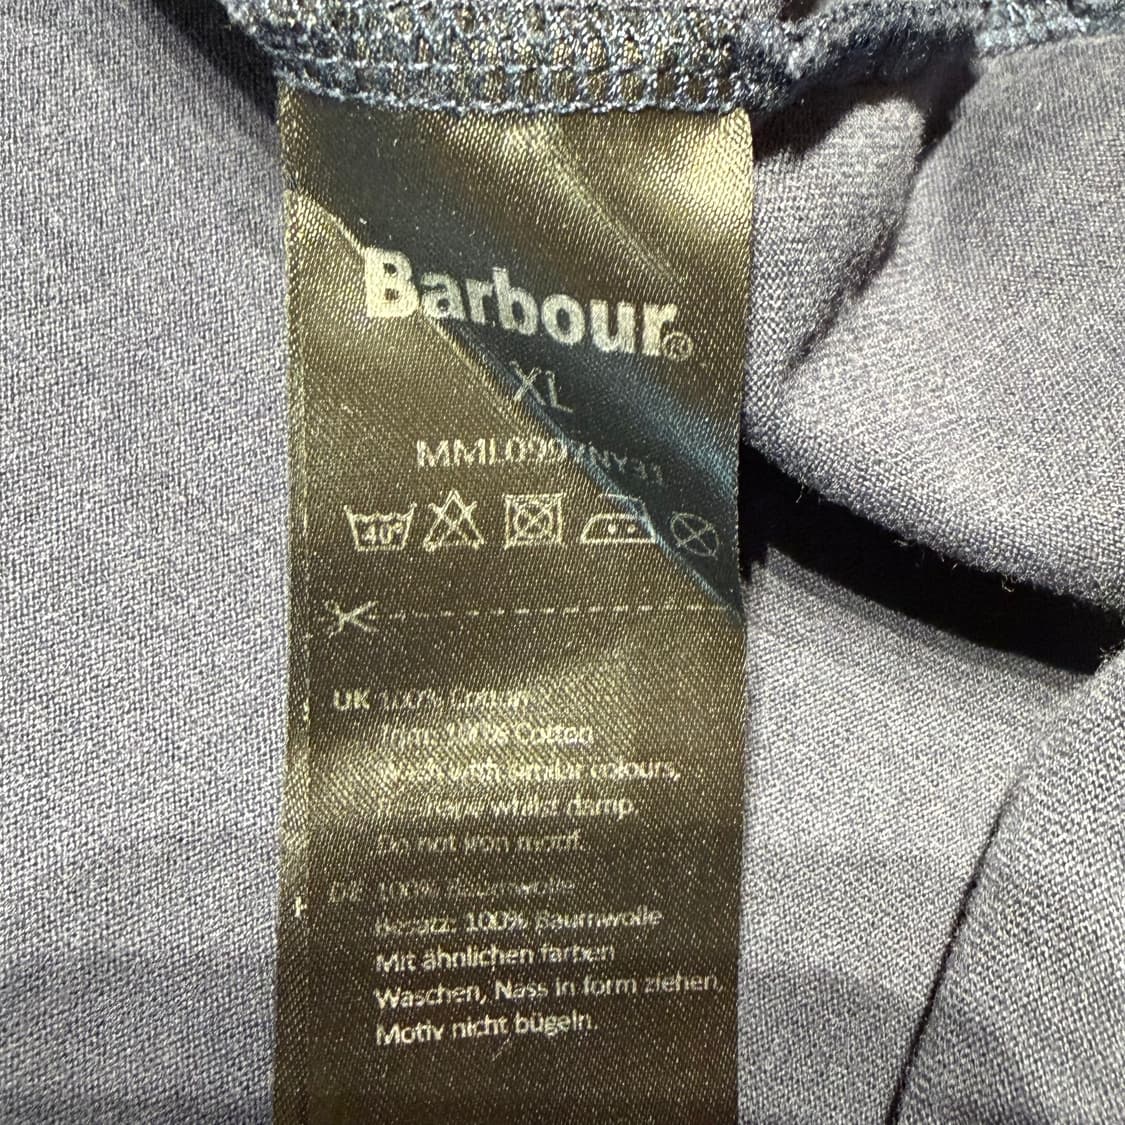 Barbour®
XL
40°
UK 100% Cotton
Trim: 100% Cotton
Wash with similar colours,
Reshape whilst damp,
Do not iron motif.
DE 100% Baumwolle
Besatz: 100% Baumwolle
Mit ähnlichen farben
Waschen, Nass in form ziehen,
Motiv nicht bügeln.